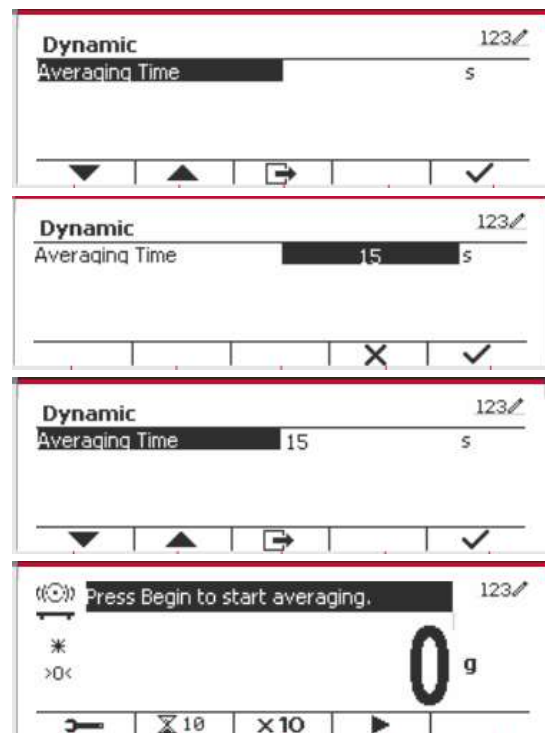 Dynamic 123
Averaging Time s
Dynamic 123
Averaging Time 15 s
Dynamic 123
Averaging Time 15 s
Press Begin to start averaging. 123
>0< 0 g
10 ×10